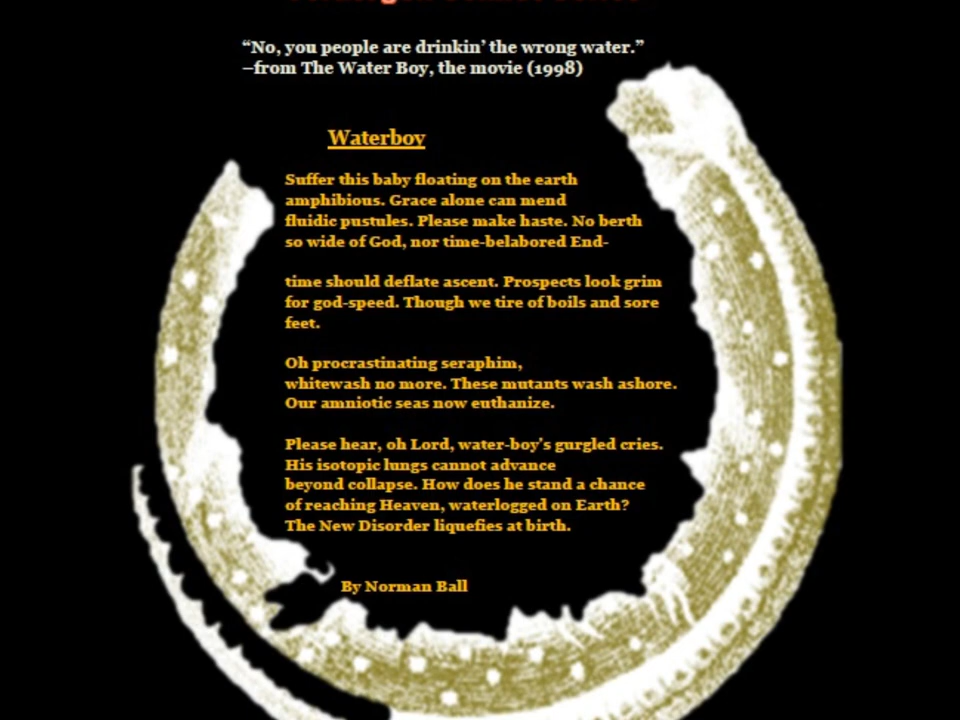 “No, you people are drinkin’ the wrong water.”
–from The Water Boy, the movie (1998)
Waterboy
Suffer this baby floating on the earth
amphibious. Grace alone can mend
fluidic pustules. Please make haste. No berth
so wide of God, nor time-belabored End-
time should deflate ascent. Prospects look grim
for god-speed. Though we tire of boils and sore
feet.
Oh procrastinating seraphim,
whitewash no more. These mutants wash ashore.
Our amniotic seas now euthanize.
Please hear, oh Lord, water-boy's gurgled cries.
His isotopic lungs cannot advance
beyond collapse. How does he stand a chance
of reaching Heaven, waterlogged on Earth?
The New Disorder liquefies at birth.
By Norman Ball